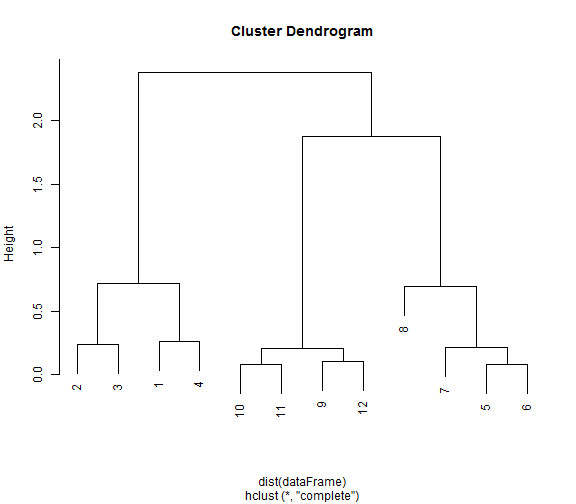 Cluster Dendrogram
Height
2.0
1.5
1.0
0.5
0.0
2 3 1 4 10 11 9 12 8 7 5 6
dist(dataFrame)
hclust (*, "complete")